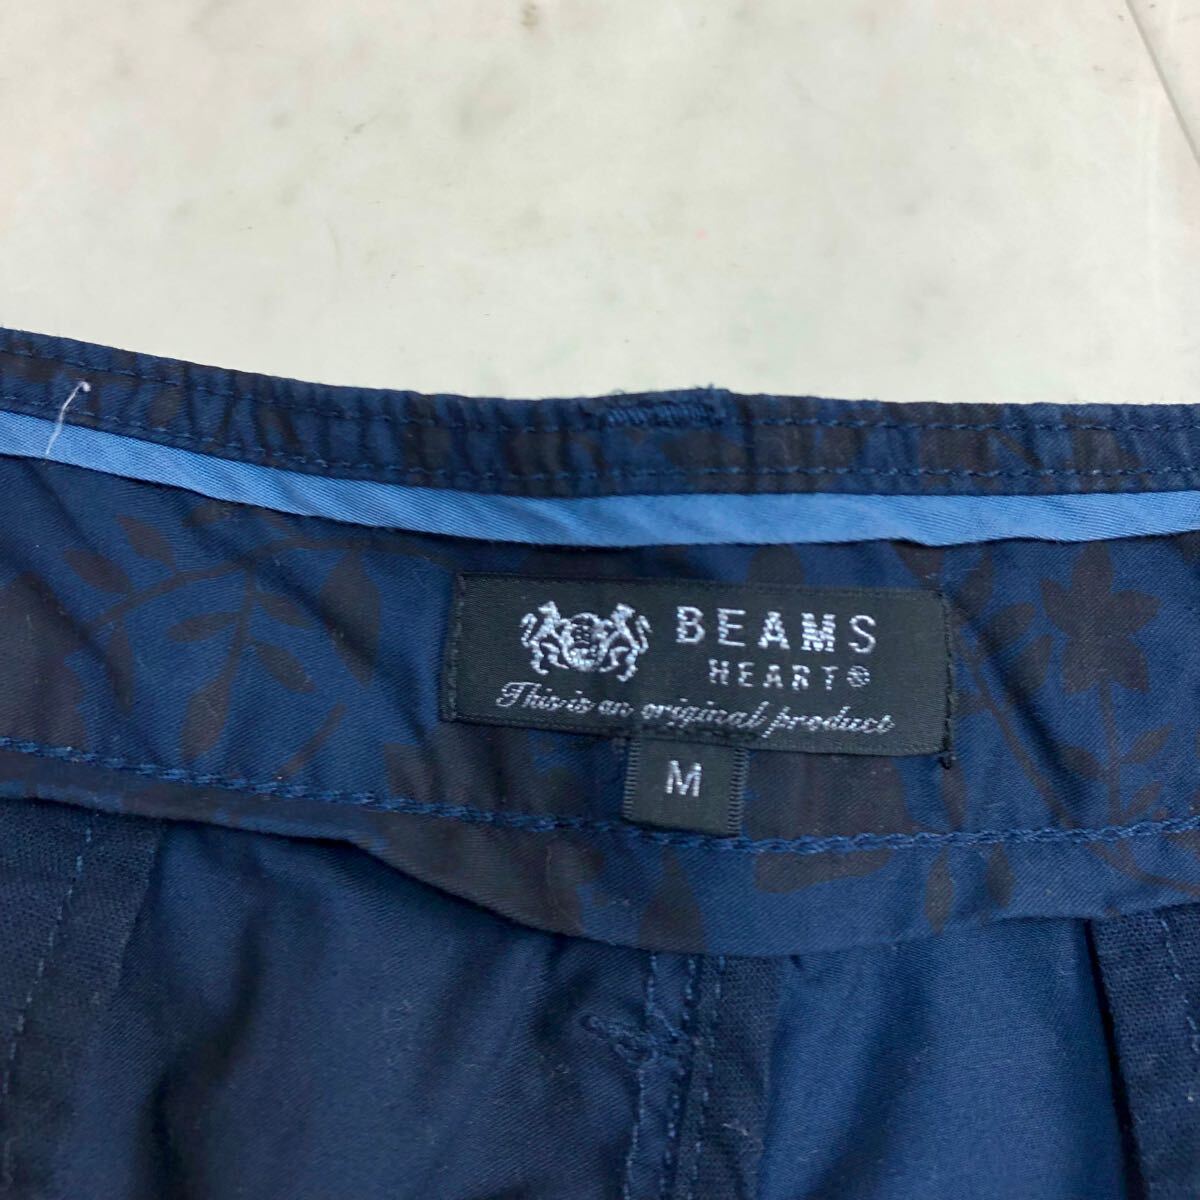 BEAMS
HEART®
This is an original product
M